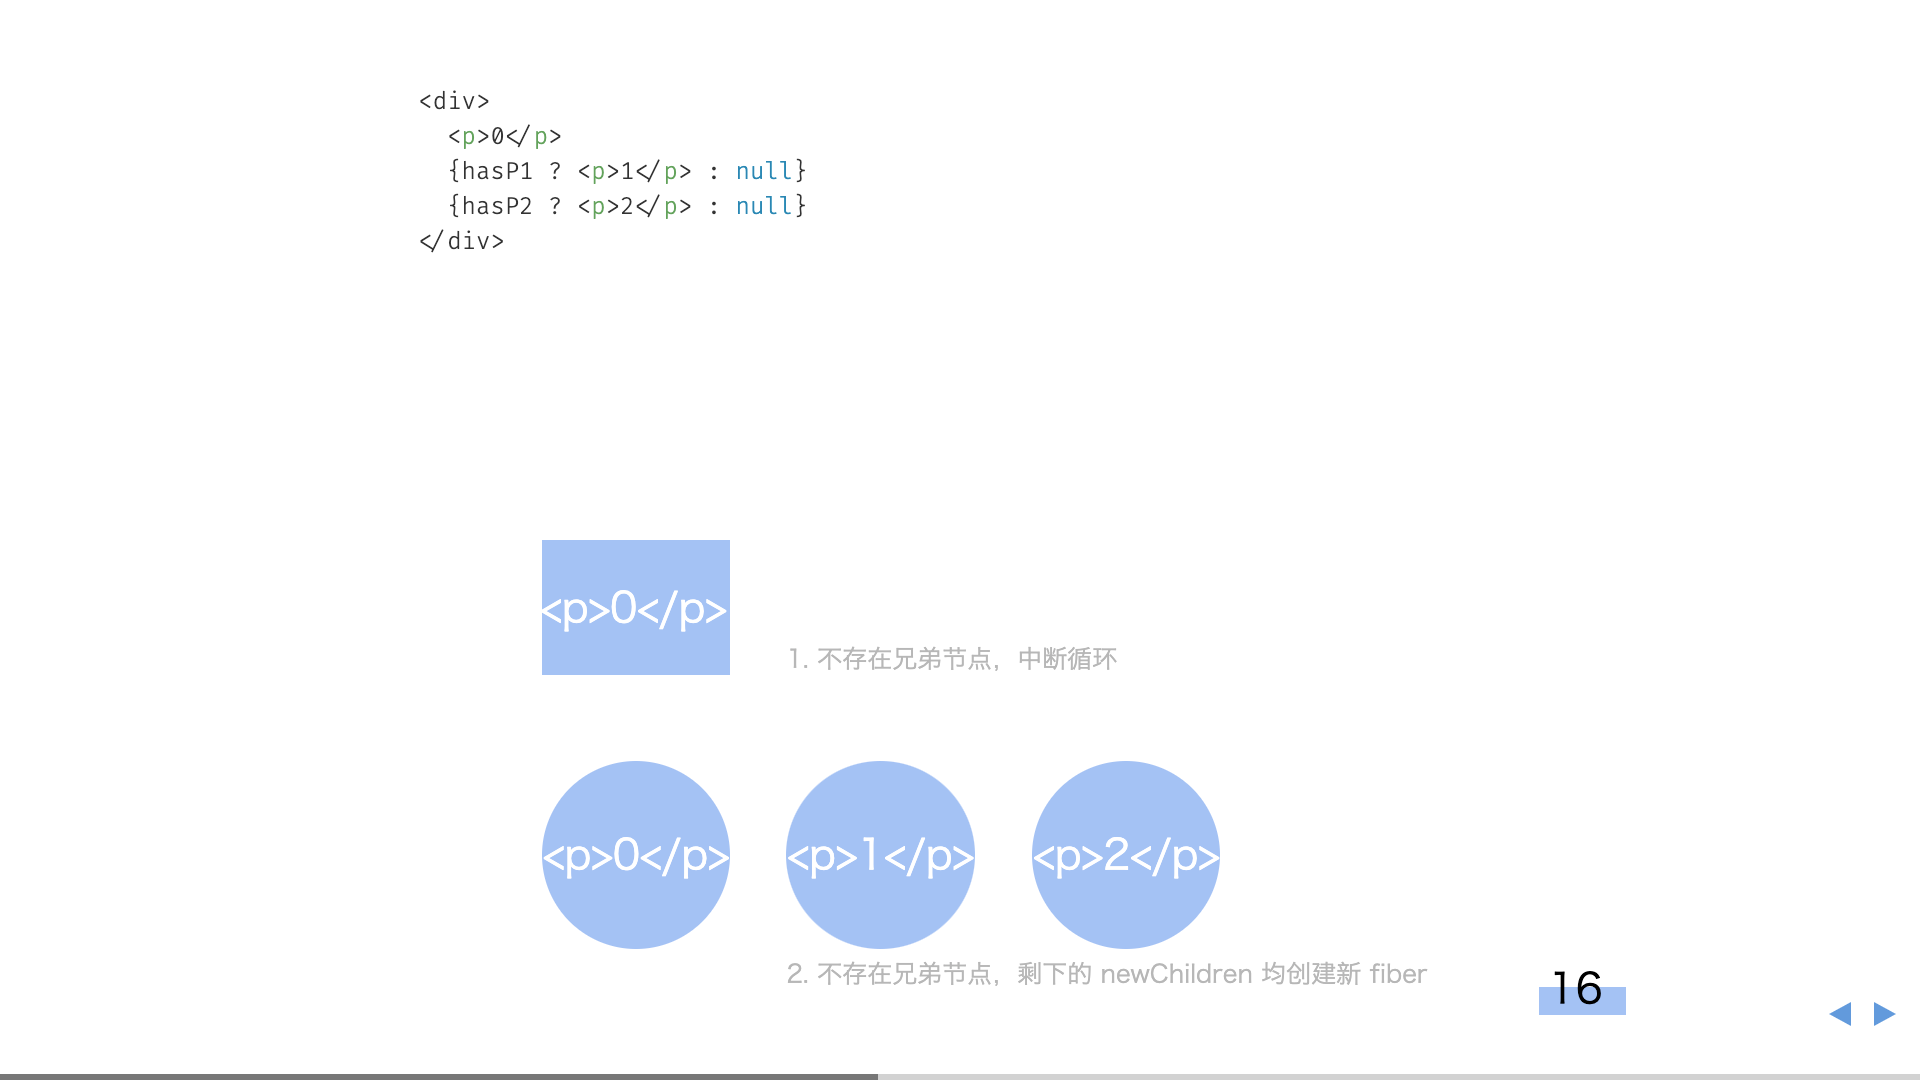 <div>
  <p>0</p>
  {hasP1 ? <p>1</p> : null}
  {hasP2 ? <p>2</p> : null}
</div>
<p>0</p>
1. 不存在兄弟节点，中断循环
<p>0</p> <p>1</p> <p>2</p>
2. 不存在兄弟节点，剩下的 newChildren 均创建新 fiber
16